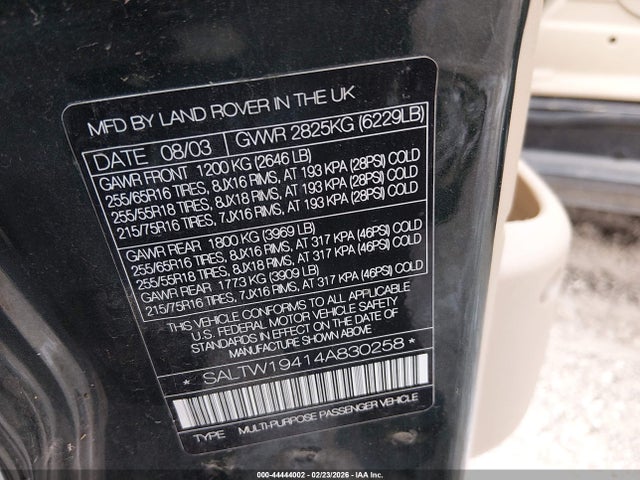 MFD BY LAND ROVER IN THE UK
DATE 08/03 GVWR 2825KG (6229LB)
GAWR FRONT 1200 KG (2646 LB)
255/65R16 TIRES, 8JX16 RIMS, AT 193 KPA (28PSI) COLD
255/55R18 TIRES, 8JX18 RIMS, AT 193 KPA (28PSI) COLD
215/75R16 TIRES, 7JX16 RIMS, AT 193 KPA (28PSI) COLD
GAWR REAR 1800 KG (3969 LB)
255/65R16 TIRES, 8JX16 RIMS, AT 317 KPA (46PSI) COLD
255/55R18 TIRES, 8JX18 RIMS, AT 317 KPA (46PSI) COLD
GAWR REAR 1773 KG (3909 LB)
215/75R16 TIRES, 7JX16 RIMS, AT 317 KPA (46PSI) COLD
THIS VEHICLE CONFORMS TO ALL APPLICABLE
U.S. FEDERAL MOTOR VEHICLE SAFETY
STANDARDS IN EFFECT ON THE DATE OF
MANUFACTURE SHOWN ABOVE
* SALTW19414A830258 *
TYPE MULTI-PURPOSE PASSENGER VEHICLE
000-44444002 - 02/23/2026 - IAA Inc.